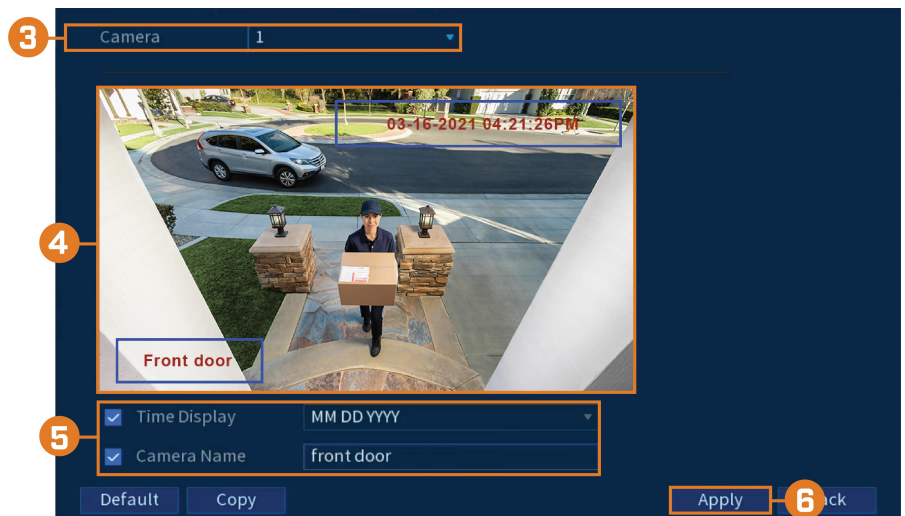 3 Camera 1
03-16-2021 04:21:26PM
4
Front door
Time Display MM DD YYYY
5
Camera Name front door
Default Copy Apply 6 ck